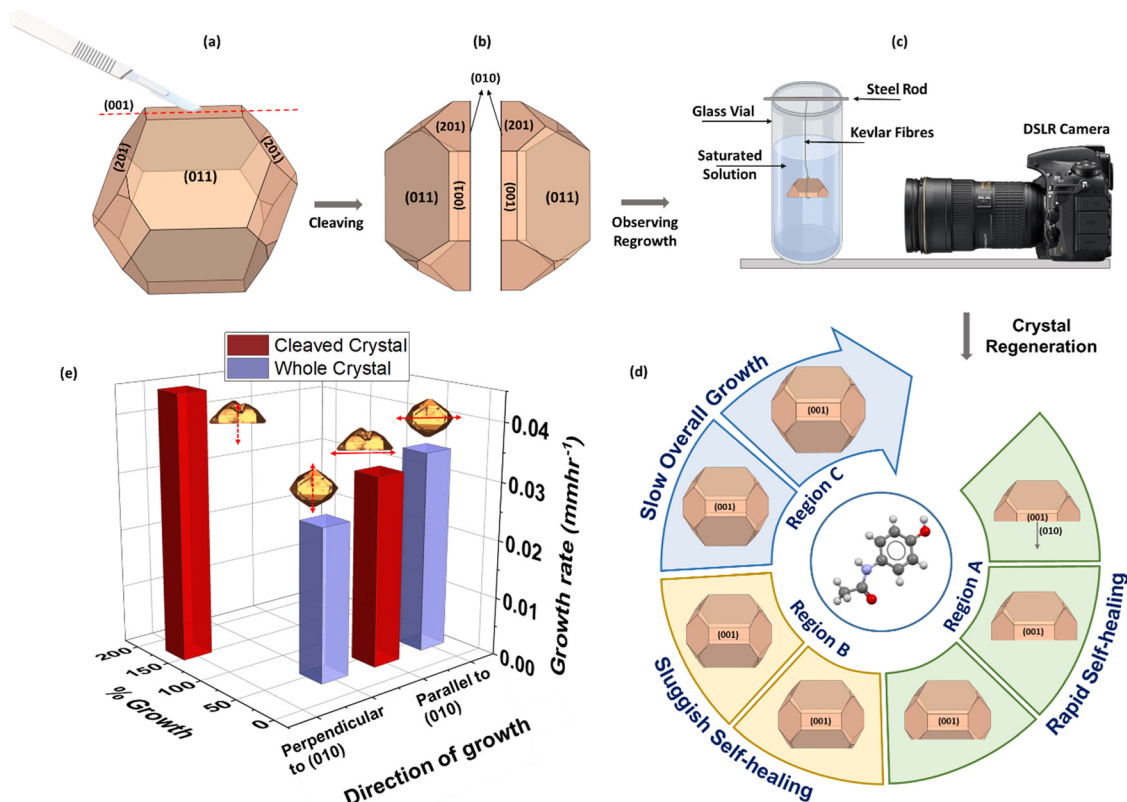 (a)
(001)
(201)
(201)
(011)
Cleaving
(b)
(010)
(201)
(201)
(011)
(001)
(001)
(011)
Observing
Regrowth
(c)
Steel Rod
Glass Vial
Kevlar Fibres
Saturated
Solution
DSLR Camera
Crystal
Regeneration
(d)
Slow Overall Growth
Region C
(001)
(001)
Sluggish Self-healing
Region B
(001)
(001)
Rapid Self-healing
Region A
(001)
(010)
(001)
(001)
(e)
Cleaved Crystal
Whole Crystal
0.04
0.03
0.02
0.01
0.00
Growth rate (mmhr-1)
200
150
100
50
0
% Growth
Perpendicular
to (010)
Parallel to
(010)
Direction of growth